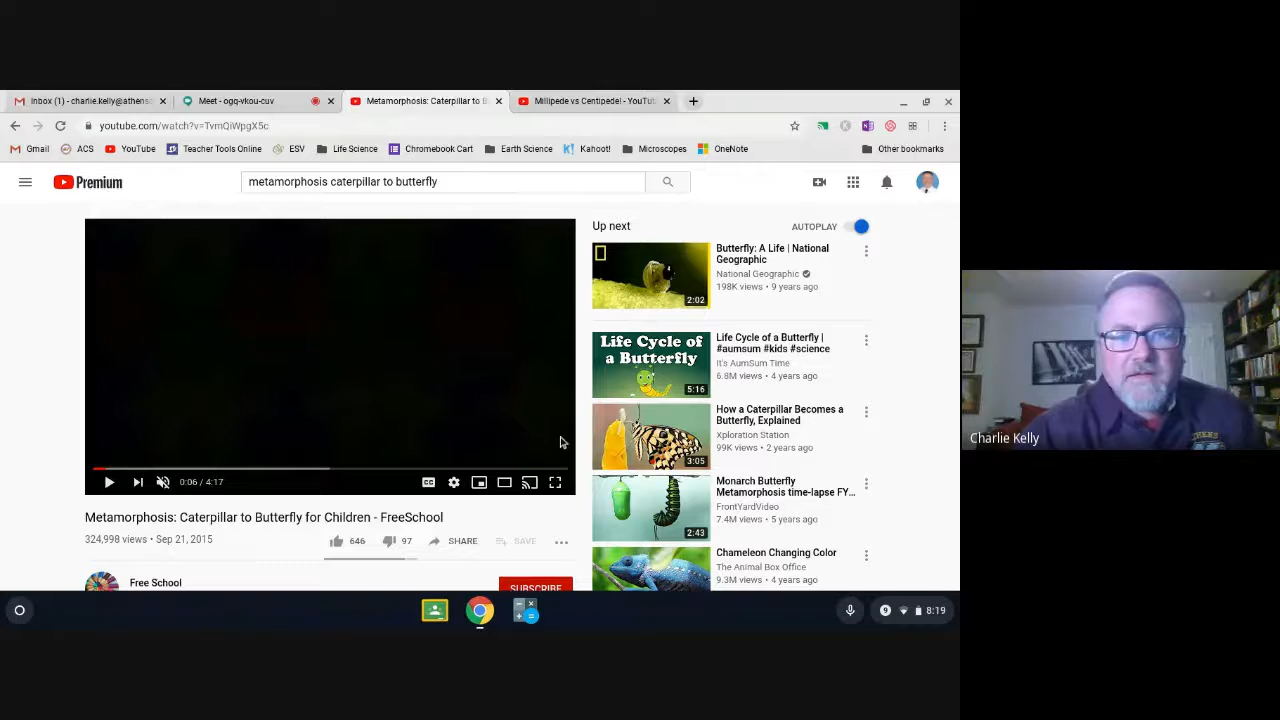 Inbox (1) - charlie.kelly@athens
Meet - ogq-vkou-cuv
Metamorphosis: Caterpillar to B
Millipede vs Centipede! - YouTu
youtube.com/watch?v=TvmQiWpgX5c
Gmail
ACS
YouTube
Teacher Tools Online
ESV
Life Science
Chromebook Cart
Earth Science
Kahoot!
Microscopes
OneNote
Other bookmarks
Premium
metamorphosis caterpillar to butterfly
0:06 / 4:17
Metamorphosis: Caterpillar to Butterfly for Children - FreeSchool
324,998 views • Sep 21, 2015
646
97
SHARE
SAVE
Free School
SUBSCRIBE
Up next
AUTOPLAY
2:02
Butterfly: A Life | National
Geographic
National Geographic
198K views • 9 years ago
Life Cycle of
a Butterfly
5:16
Life Cycle of a Butterfly |
#aumsum #kids #science
It's AumSum Time
6.8M views • 4 years ago
3:05
How a Caterpillar Becomes a
Butterfly, Explained
Xploration Station
99K views • 2 years ago
2:43
Monarch Butterfly
Metamorphosis time-lapse FY...
FrontYardVideo
7.4M views • 5 years ago
Chameleon Changing Color
The Animal Box Office
9.3M views • 4 years ago
9
8:19
Charlie Kelly